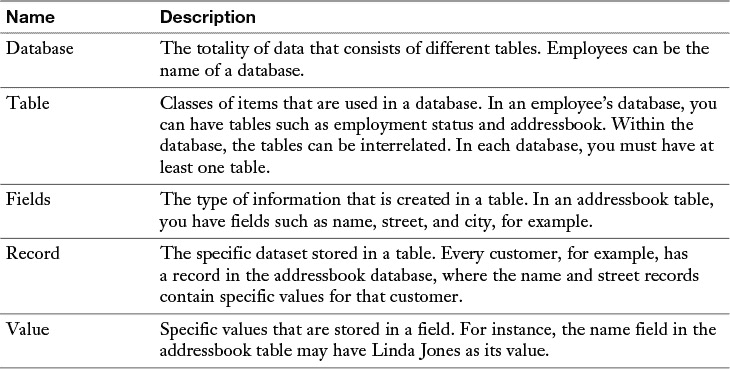 Name Description
Database The totality of data that consists of different tables. Employees can be the
name of a database.
Table Classes of items that are used in a database. In an employee’s database, you
can have tables such as employment status and addressbook. Within the
database, the tables can be interrelated. In each database, you must have at
least one table.
Fields The type of information that is created in a table. In an addressbook table,
you have fields such as name, street, and city, for example.
Record The specific dataset stored in a table. Every customer, for example, has
a record in the addressbook database, where the name and street records
contain specific values for that customer.
Value Specific values that are stored in a field. For instance, the name field in the
addressbook table may have Linda Jones as its value.